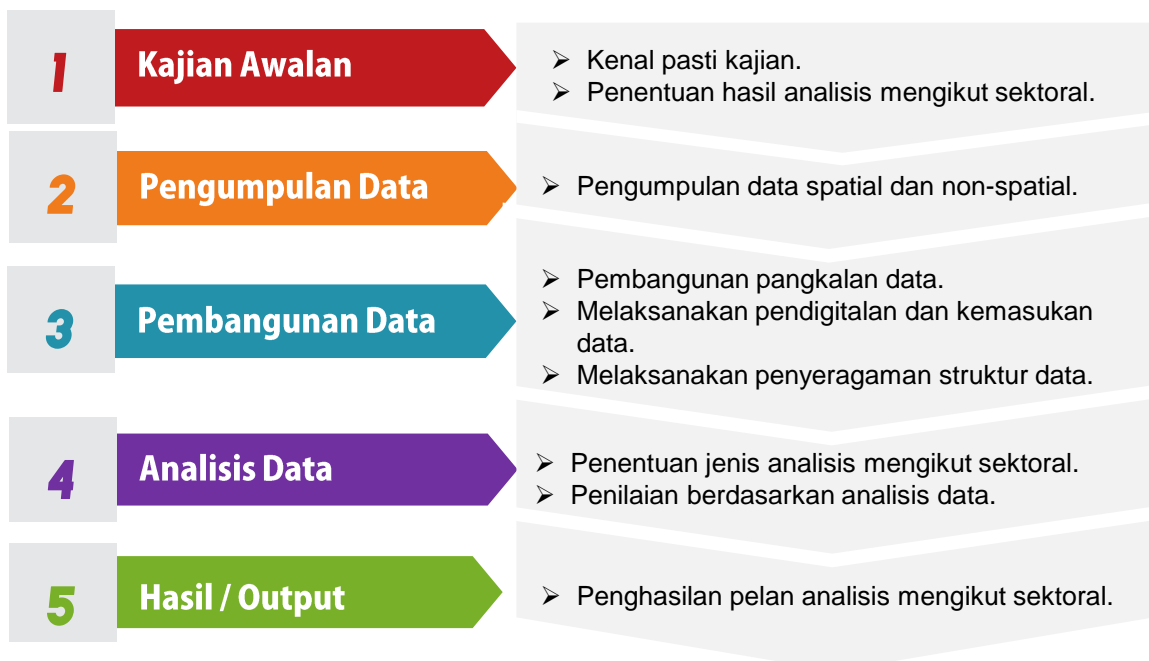 1
Kajian Awalan
➢ Kenal pasti kajian.
➢ Penentuan hasil analisis mengikut sektoral.
2
Pengumpulan Data
➢ Pengumpulan data spatial dan non-spatial.
3
Pembangunan Data
➢ Pembangunan pangkalan data.
➢ Melaksanakan pendigitalan dan kemasukan
data.
➢ Melaksanakan penyeragaman struktur data.
4
Analisis Data
➢ Penentuan jenis analisis mengikut sektoral.
➢ Penilaian berdasarkan analisis data.
5
Hasil / Output
➢ Penghasilan pelan analisis mengikut sektoral.